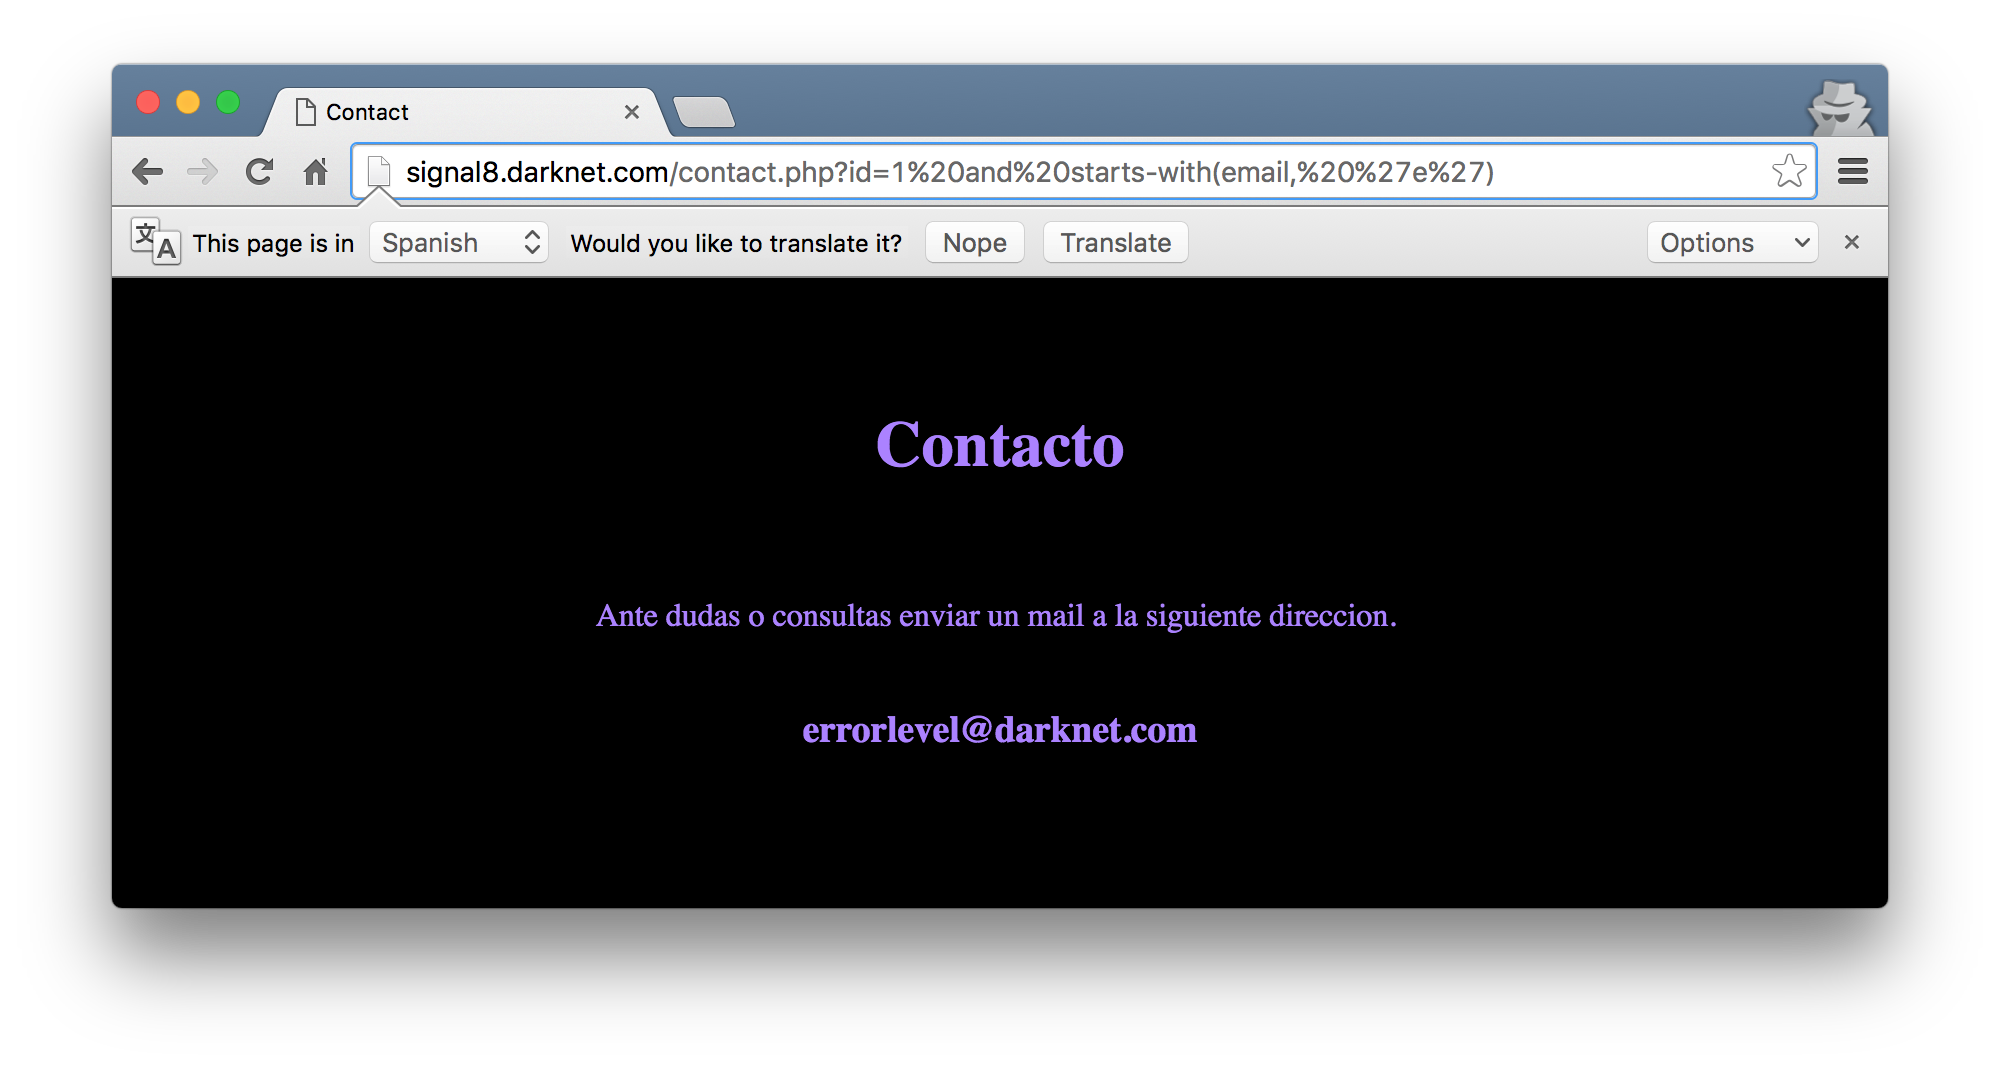 Contact
signal8.darknet.com/contact.php?id=1%20and%20starts-with(email,%20%27e%27)
文 A This page is in Spanish Would you like to translate it? Nope Translate Options
Contacto
Ante dudas o consultas enviar un mail a la siguiente direccion.
errorlevel@darknet.com